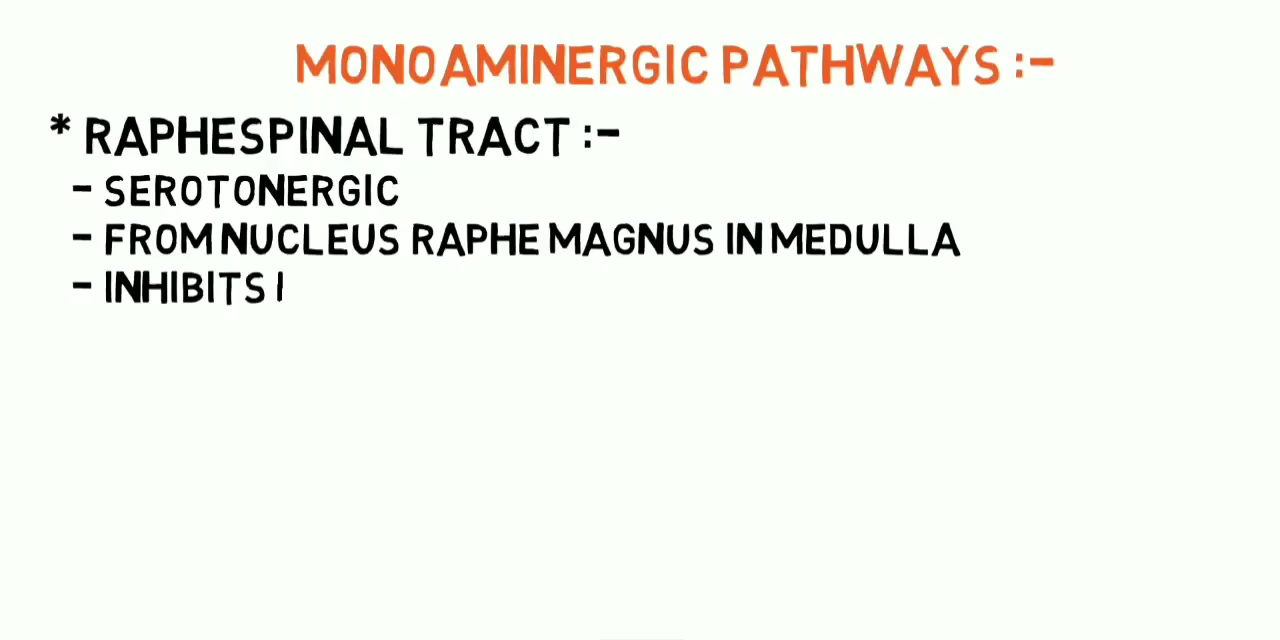 MONOAMINERGIC PATHWAYS :-
* RAPHESPINAL TRACT :-
- SEROTONERGIC
- FROM NUCLEUS RAPHE MAGNUS IN MEDULLA
- INHIBITS I